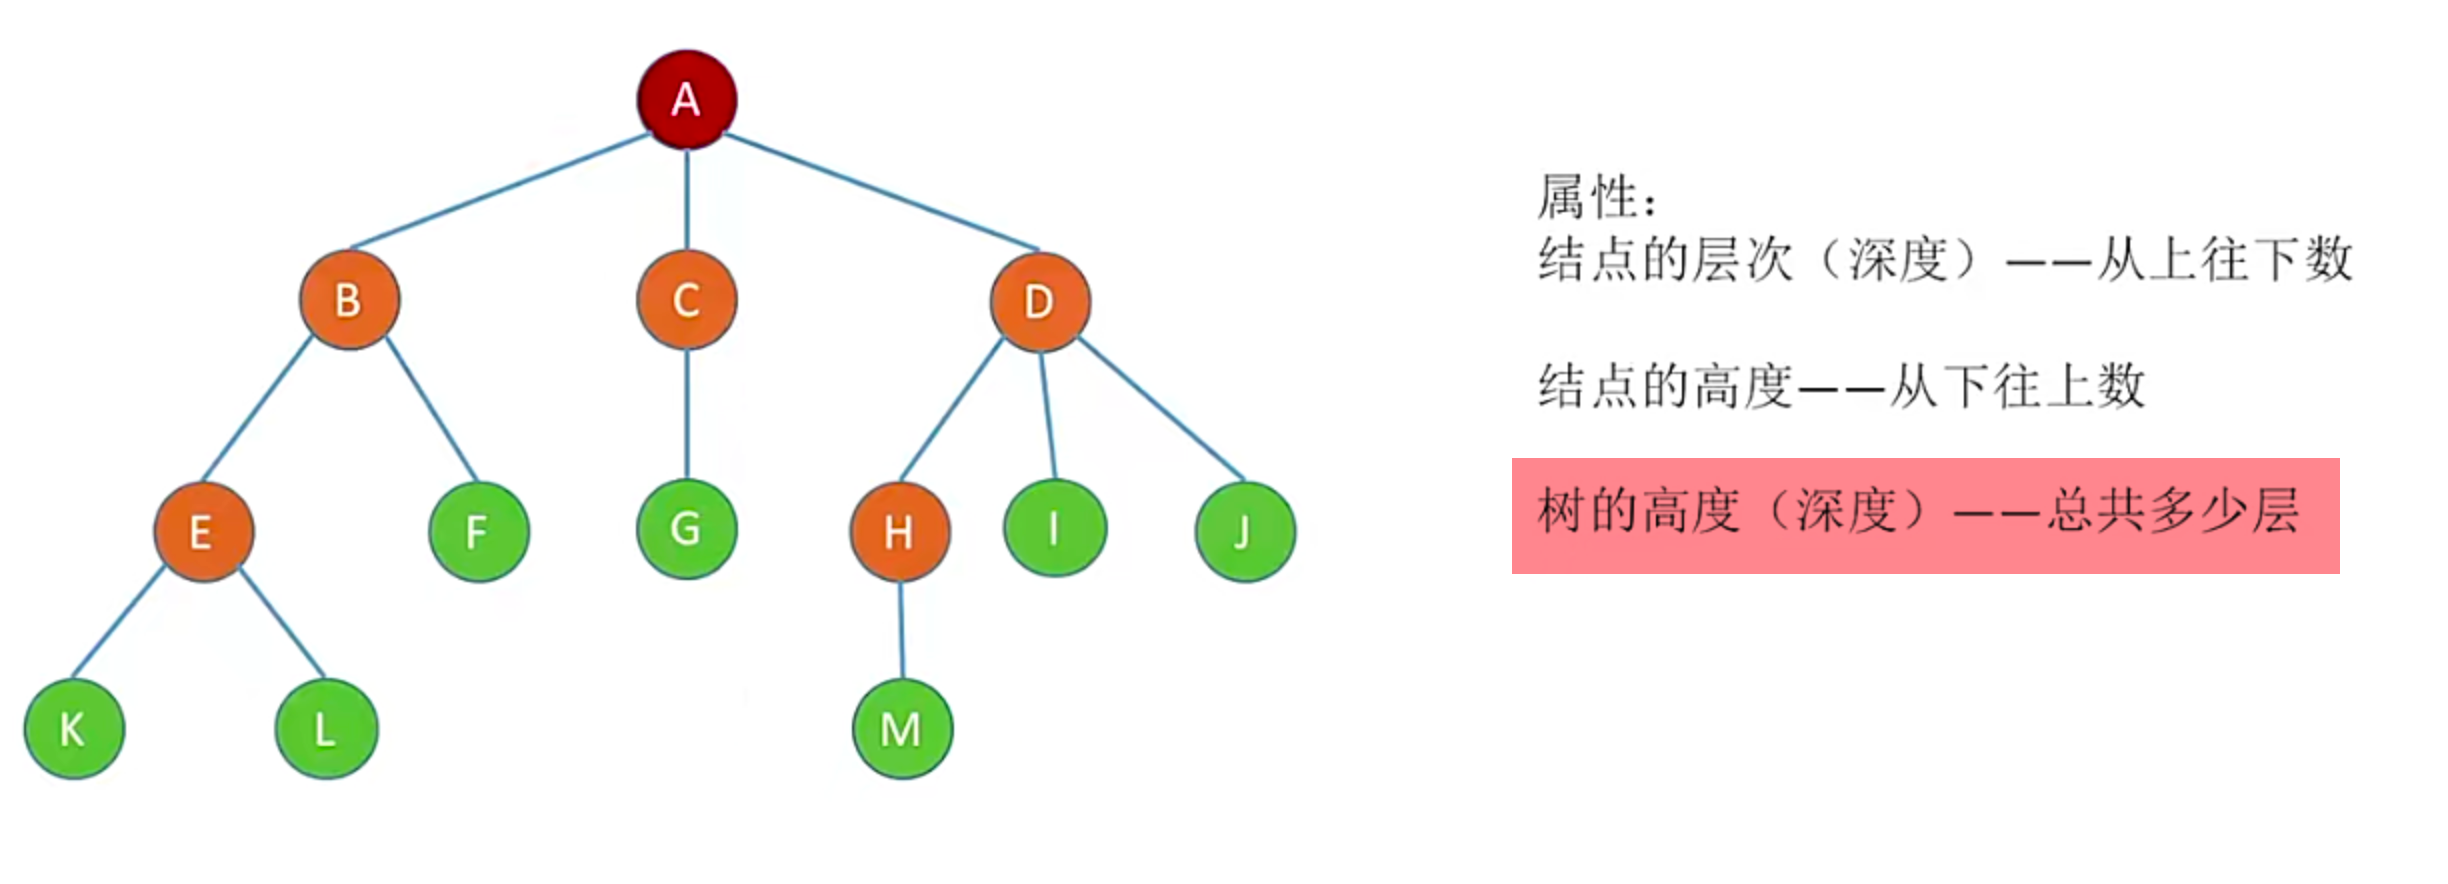 A
B C D
E F G H I J
K L M
属性：
结点的层次（深度）——从上往下数
结点的高度——从下往上数
树的高度（深度）——总共多少层